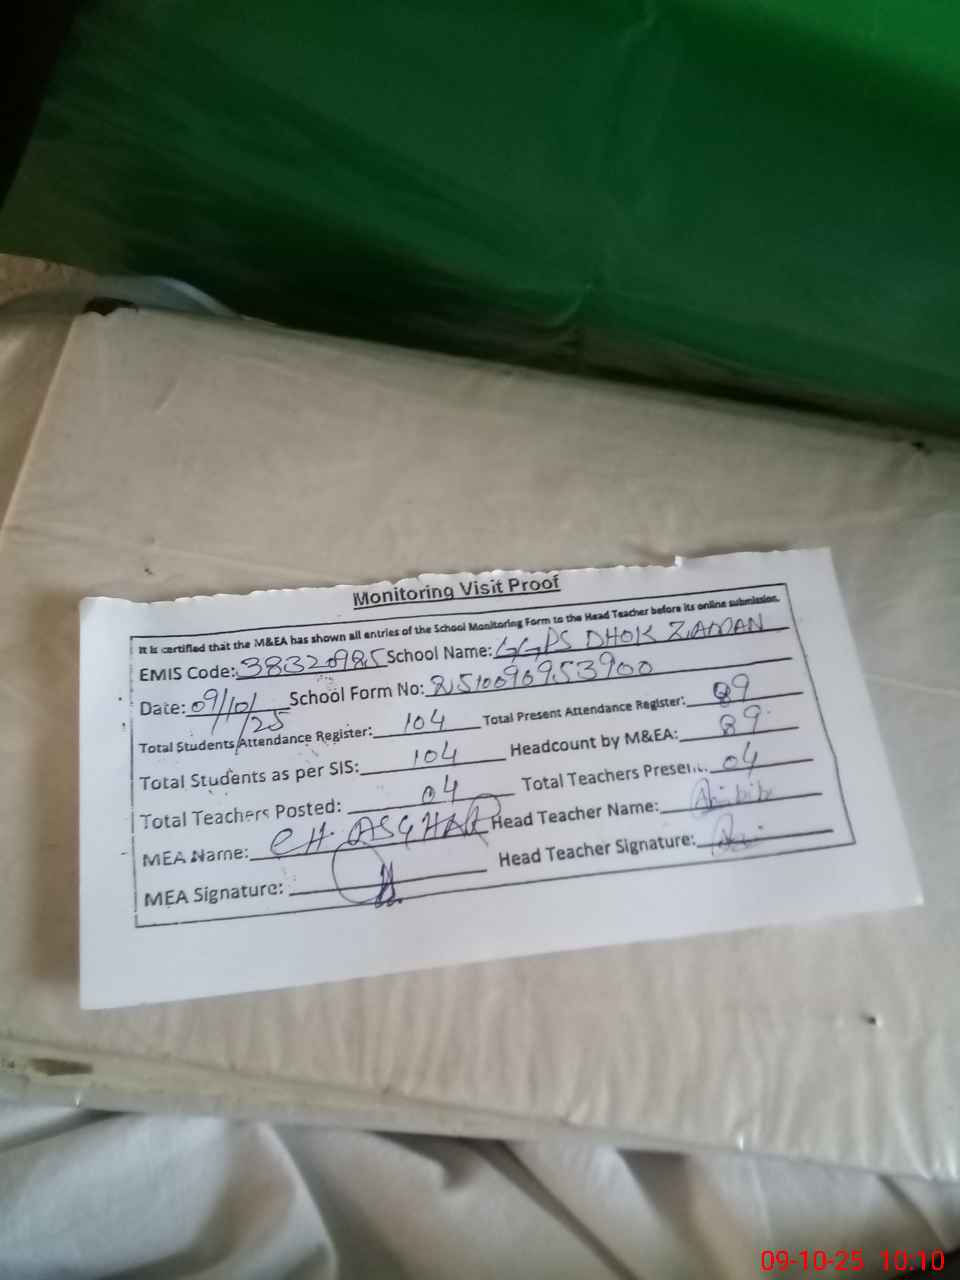 Monitoring Visit Proof
It is certified that the M&EA has shown all entries of the School Monitoring Form to the Head Teacher before its online submission.
EMIS Code: 38320985 School Name: GGPS DHOK ZAMAN
Date: 09/10/25 School Form No: 8510090953900
Total Students Attendance Register: 104 Total Present Attendance Register: 89
Total Students as per SIS: 104 Headcount by M&EA: 89
Total Teachers Posted: 04 Total Teachers Present: 04
MEA Name: CH. ASGHAR Head Teacher Name:
MEA Signature: Head Teacher Signature:
09-10-25 10:10